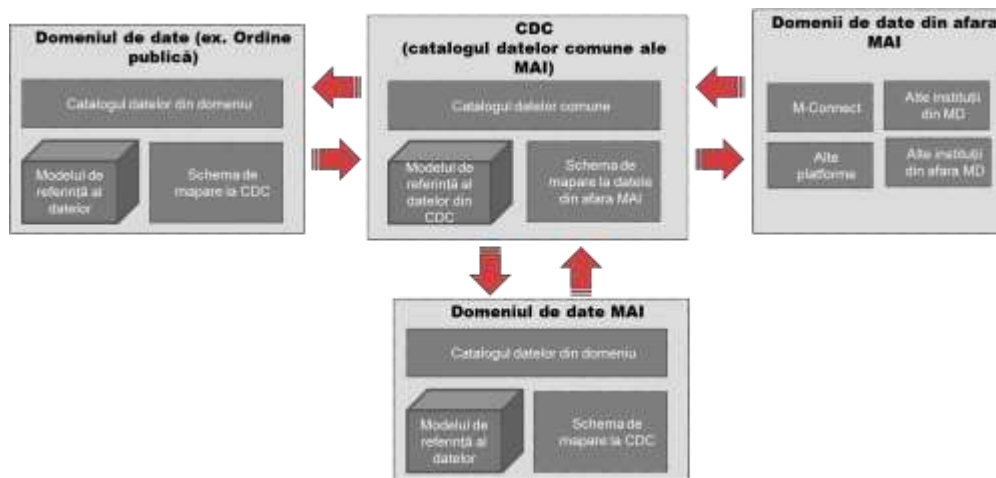 Domeniul de date (ex. Ordine
publică)
Catalogul datelor din domeniu
Modelul de
referință al
datelor
Schema de
mapare la CDC
CDC
(catalogul datelor comune ale
MAI)
Catalogul datelor comune
Modelul de
referință al
datelor din
CDC
Schema de
mapare la datele
din afara MAI
Domenii de date din afara
MAI
M-Connect
Alte instituții
din MD
Alte
platforme
Alte instituții
din afara MD
Domeniul de date MAI
Catalogul datelor din domeniu
Modelul de
referință al
datelor
Schema de
mapare la CDC